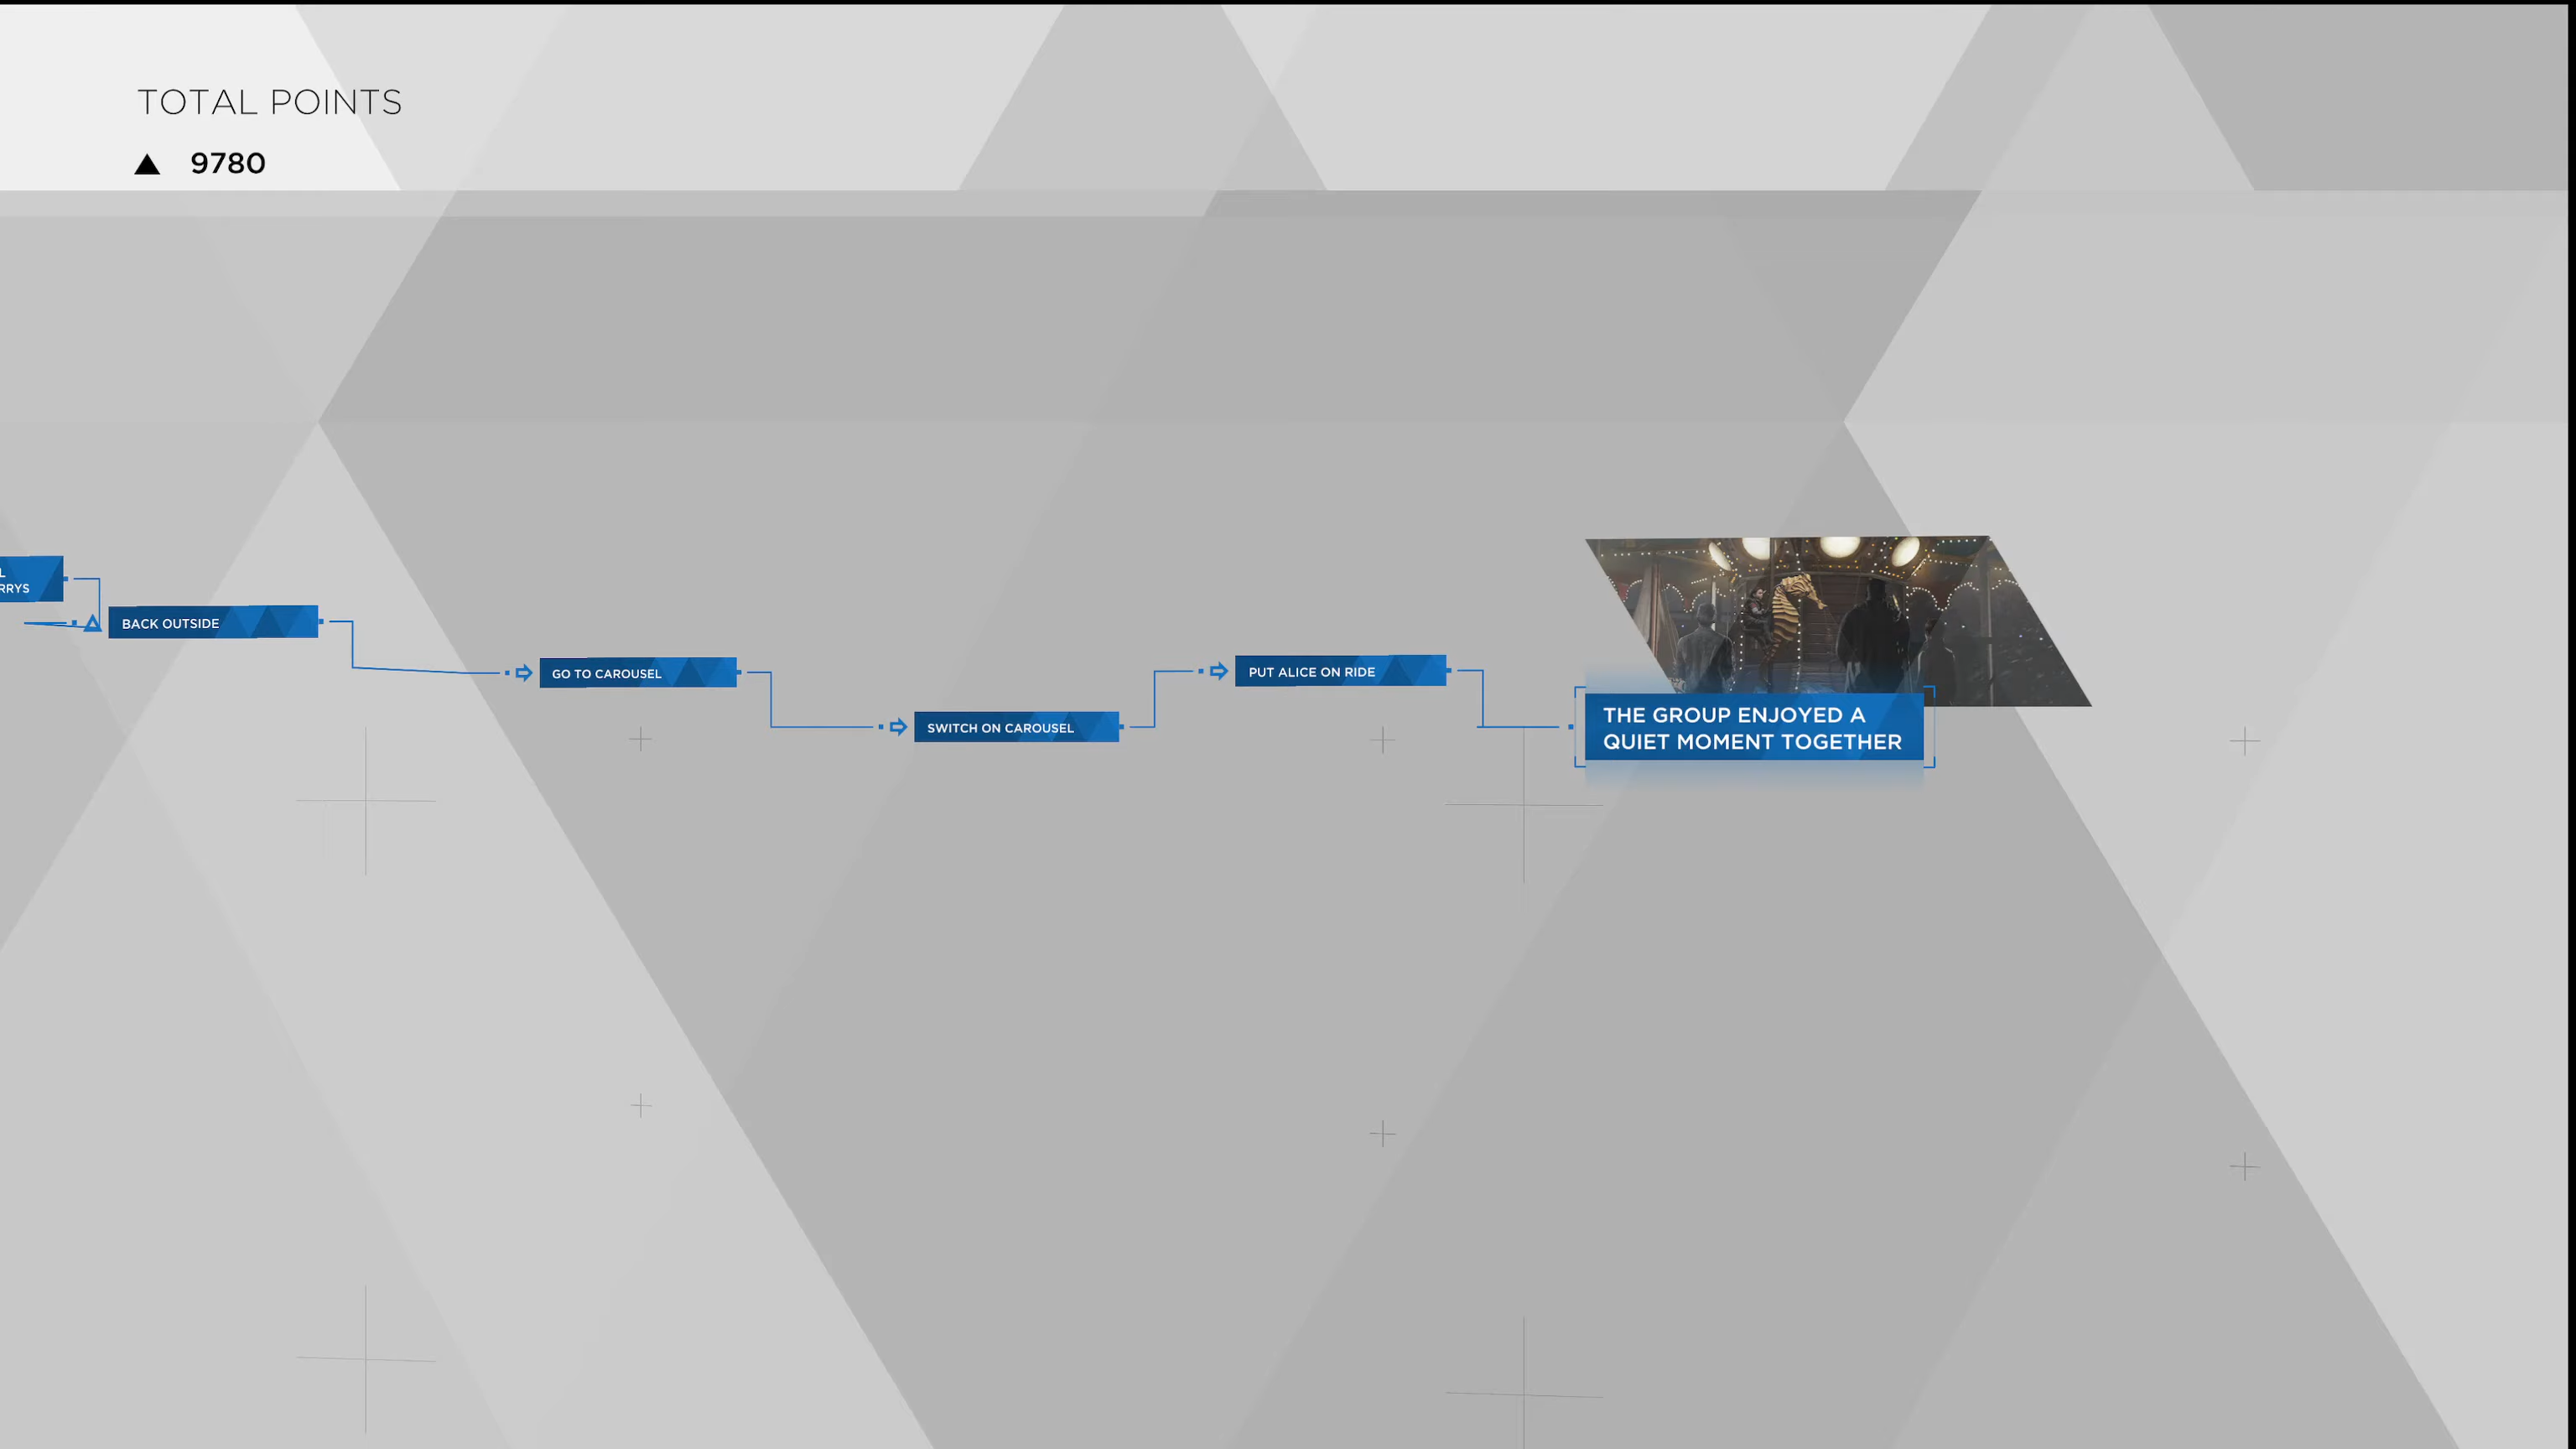 TOTAL POINTS
9780
L
RRYS
BACK OUTSIDE
GO TO CAROUSEL
SWITCH ON CAROUSEL
PUT ALICE ON RIDE
THE GROUP ENJOYED A
QUIET MOMENT TOGETHER